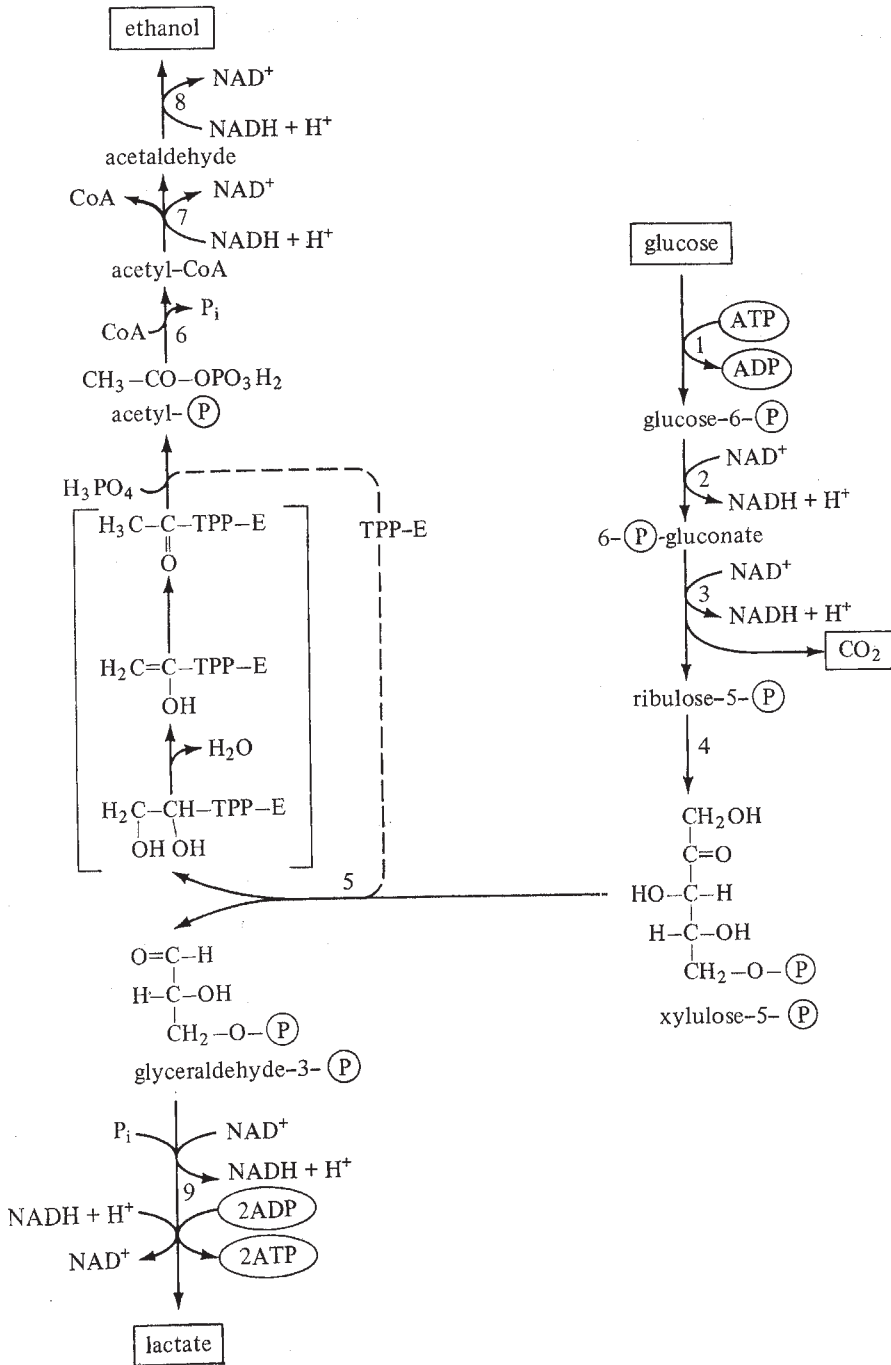 ethanol
NAD⁺
8
NADH + H⁺
acetaldehyde
CoA
NAD⁺
7
NADH + H⁺
acetyl–CoA
CoA
Pᵢ
6
CH₃–CO–OPO₃H₂
acetyl–P
H₃PO₄
H₃C–C–TPP–E
O
TPP–E
H₂C=C–TPP–E
OH
H₂O
H₂C–CH–TPP–E
OH OH
5
O=C–H
H–C–OH
CH₂–O–P
glyceraldehyde–3–P
Pᵢ
NAD⁺
NADH + H⁺
9
NADH + H⁺
2ADP
NAD⁺
2ATP
lactate
glucose
ATP
1
ADP
glucose–6–P
NAD⁺
2
NADH + H⁺
6–P-gluconate
NAD⁺
3
NADH + H⁺
CO₂
ribulose–5–P
4
CH₂OH
C=O
HO–C–H
H–C–OH
CH₂–O–P
xylulose–5–P